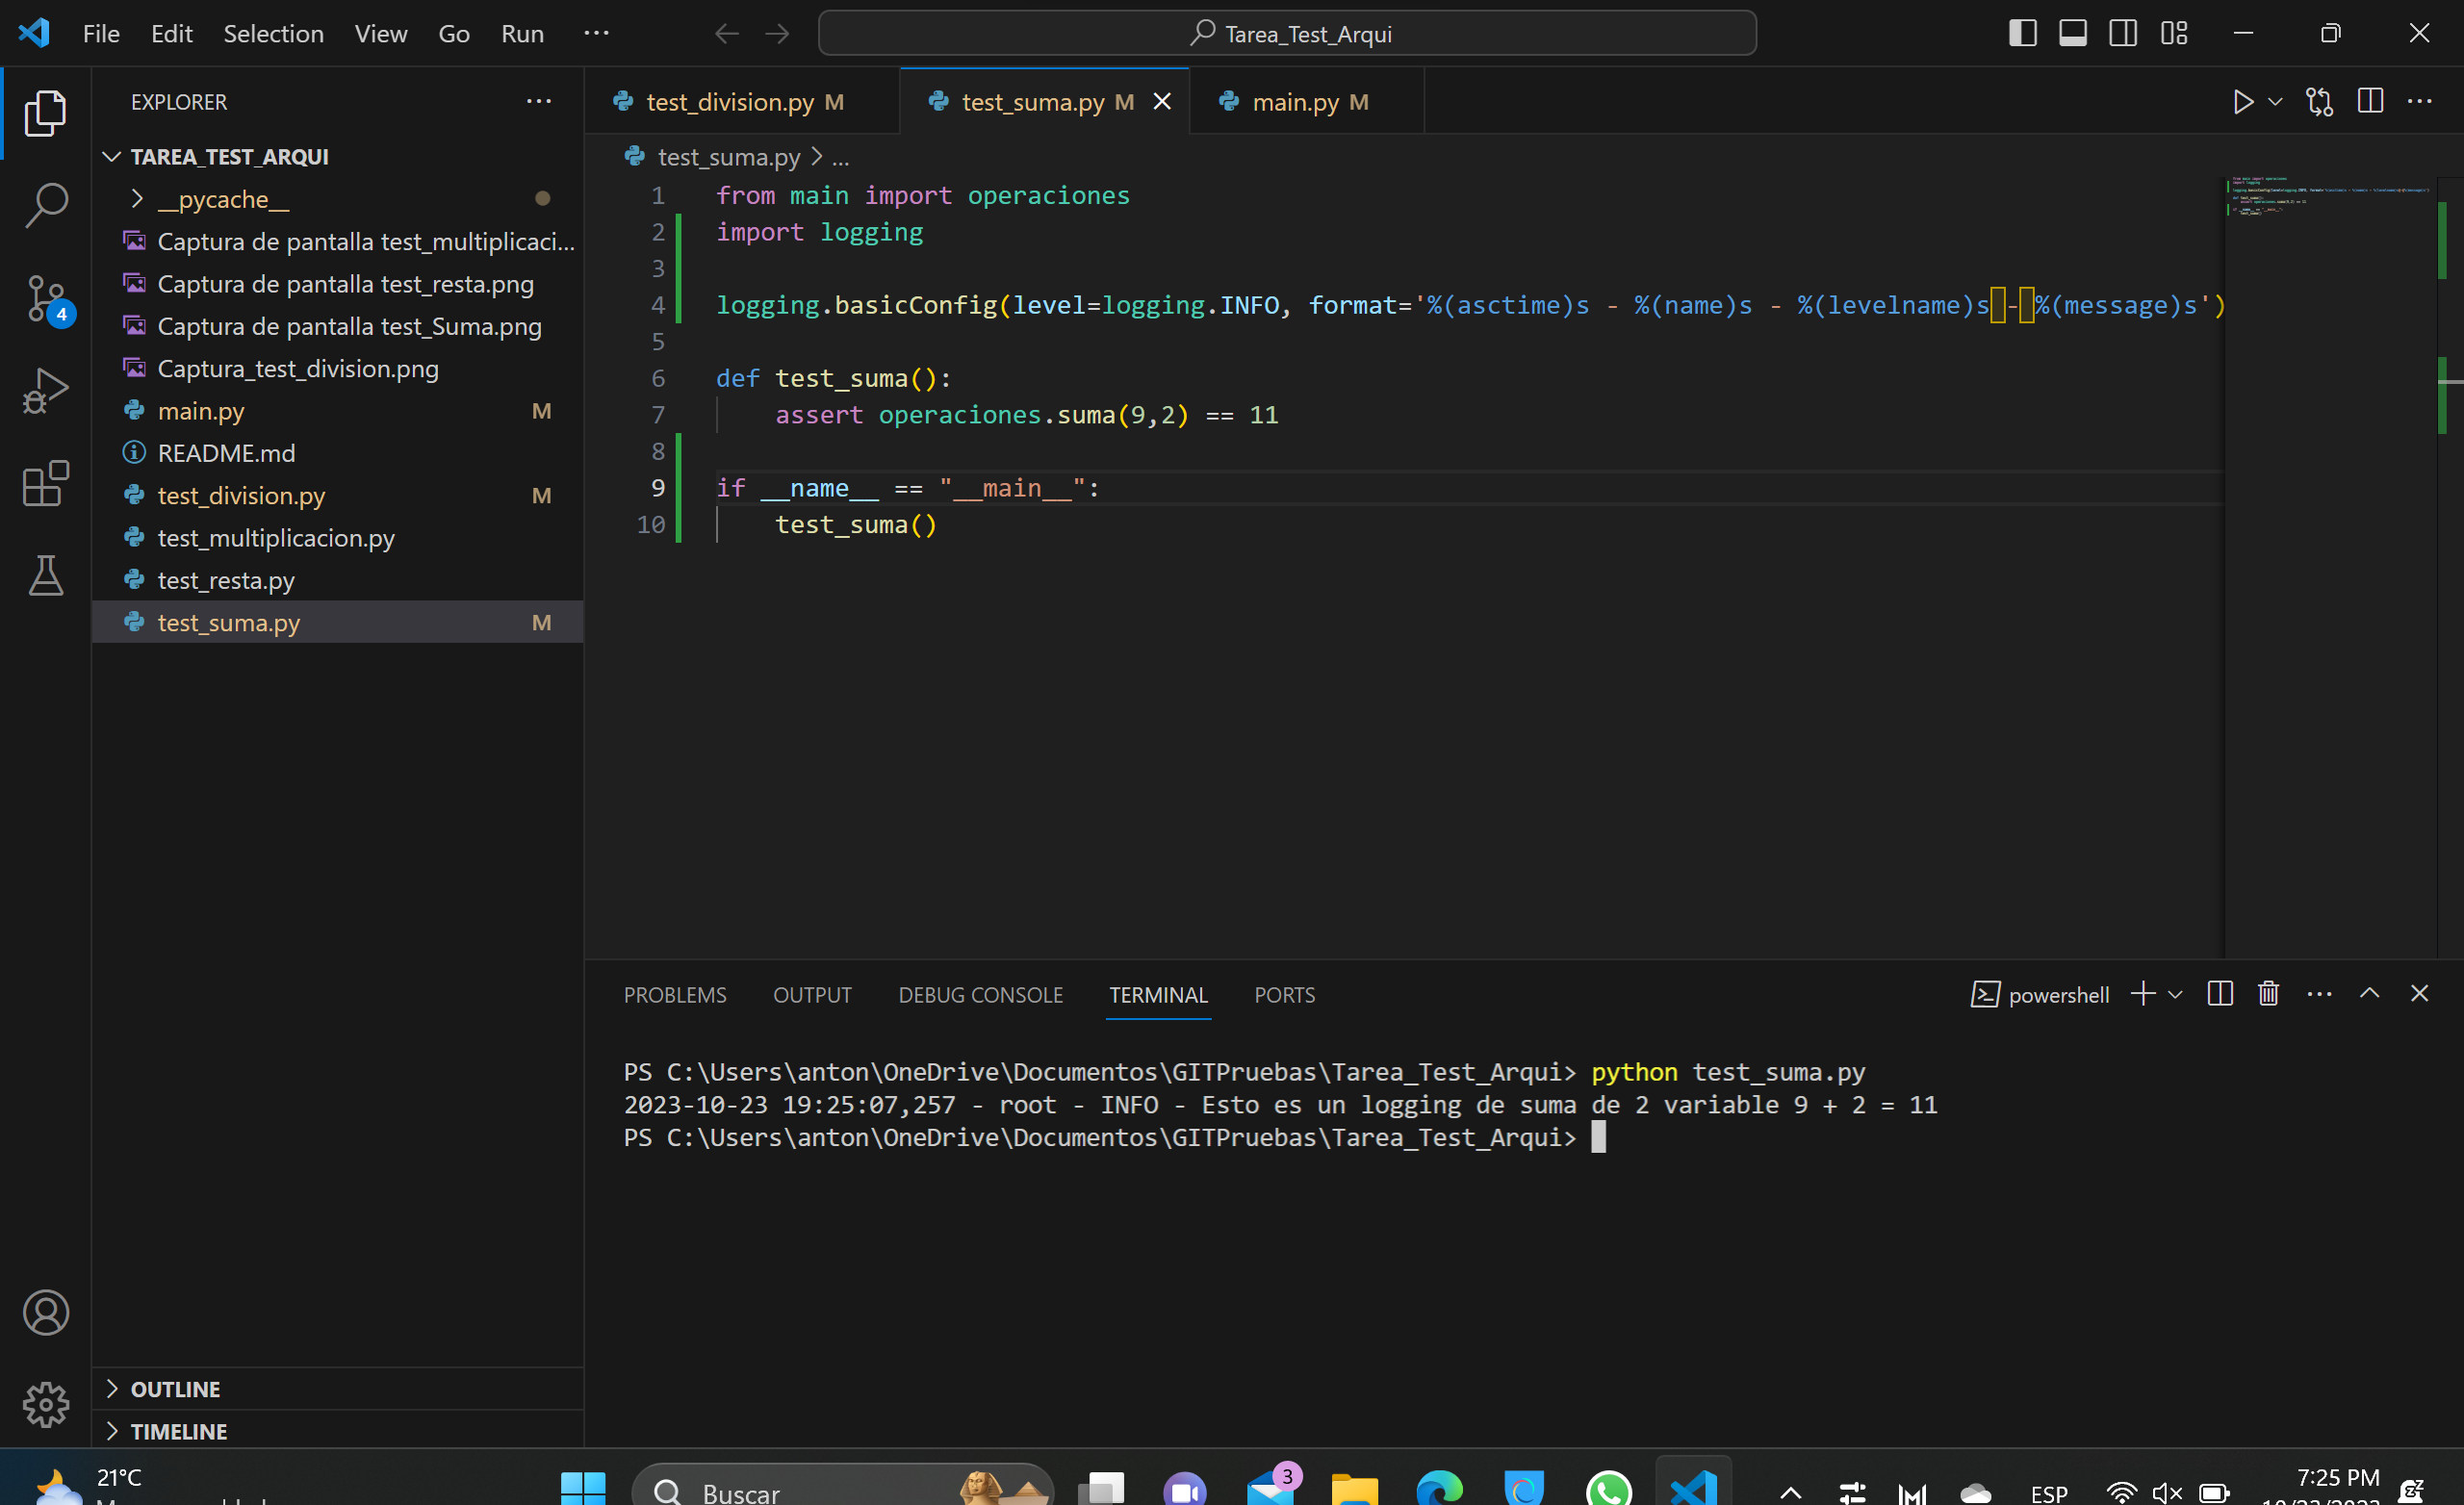 File Edit Selection View Go Run ···
Tarea_Test_Arqui
EXPLORER
TAREA_TEST_ARQUI
__pycache__
Captura de pantalla test_multiplicaci...
Captura de pantalla test_resta.png
Captura de pantalla test_Suma.png
Captura_test_division.png
main.py M
README.md
test_division.py M
test_multiplicacion.py
test_resta.py
test_suma.py M
OUTLINE
TIMELINE
4
test_division.py M test_suma.py M main.py M
test_suma.py > ...
1 from main import operaciones
2 import logging
3
4 logging.basicConfig(level=logging.INFO, format='%(asctime)s - %(name)s - %(levelname)s - %(message)s')
5
6 def test_suma():
7 assert operaciones.suma(9,2) == 11
8
9 if __name__ == "__main__":
10 test_suma()
PROBLEMS OUTPUT DEBUG CONSOLE TERMINAL PORTS
powershell
PS C:\Users\anton\OneDrive\Documentos\GITPruebas\Tarea_Test_Arqui> python test_suma.py
2023-10-23 19:25:07,257 - root - INFO - Esto es un logging de suma de 2 variable 9 + 2 = 11
PS C:\Users\anton\OneDrive\Documentos\GITPruebas\Tarea_Test_Arqui>
21°C
Buscar
3
ESP
7:25 PM
10/23/2023